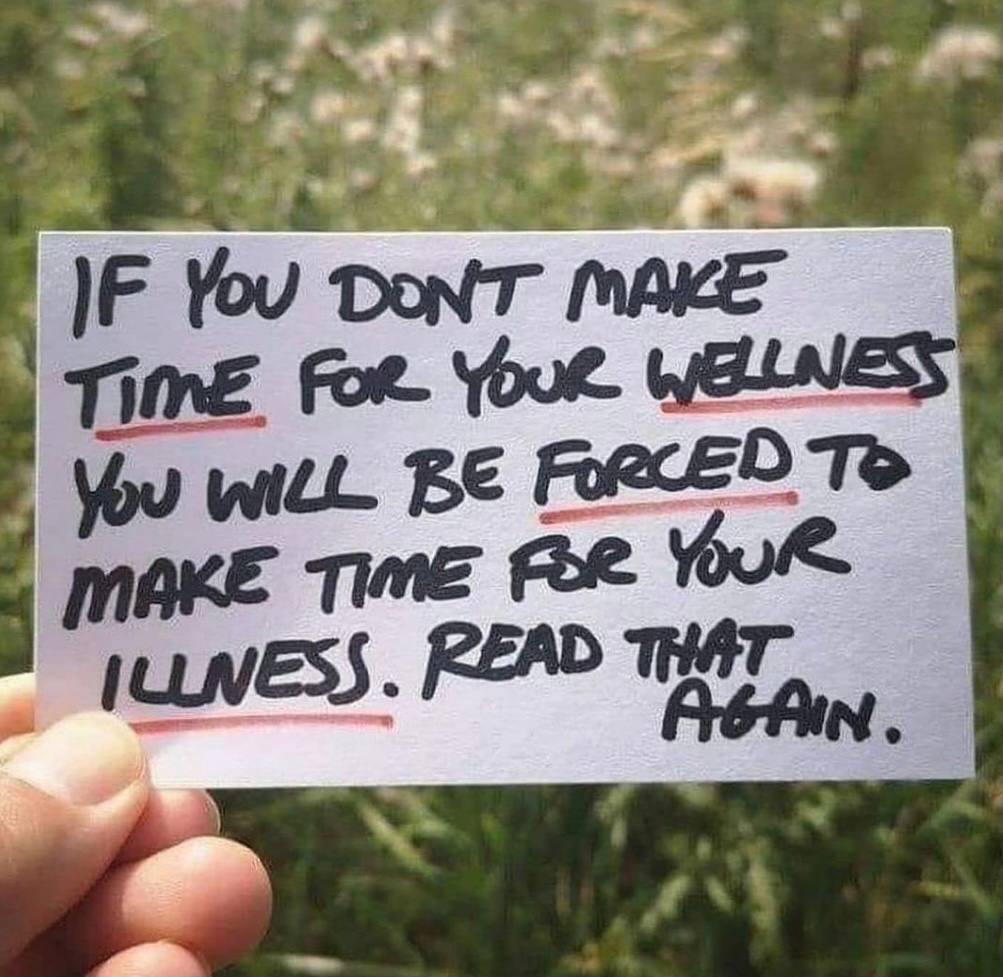 IF YOU DONT MAKE
TIME FOR YOUR WELLNESS
YOU WILL BE FORCED TO
MAKE TIME FOR YOUR
ILLNESS. READ THAT
AGAIN.